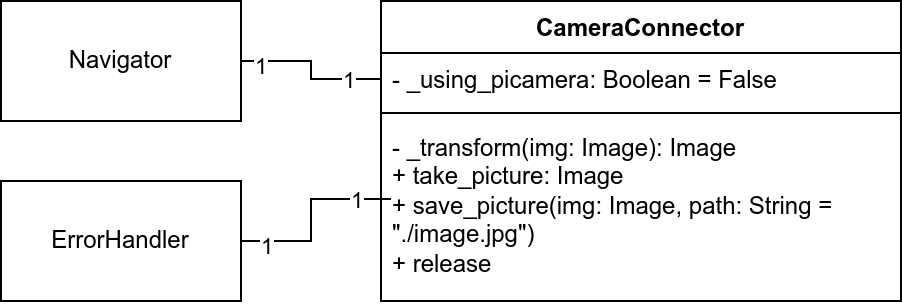 CameraConnector
Navigator
1
1
- _using_picamera: Boolean = False
- _transform(img: Image): Image
+ take_picture: Image
+ save_picture(img: Image, path: String =
"./image.jpg")
+ release
1
ErrorHandler
1